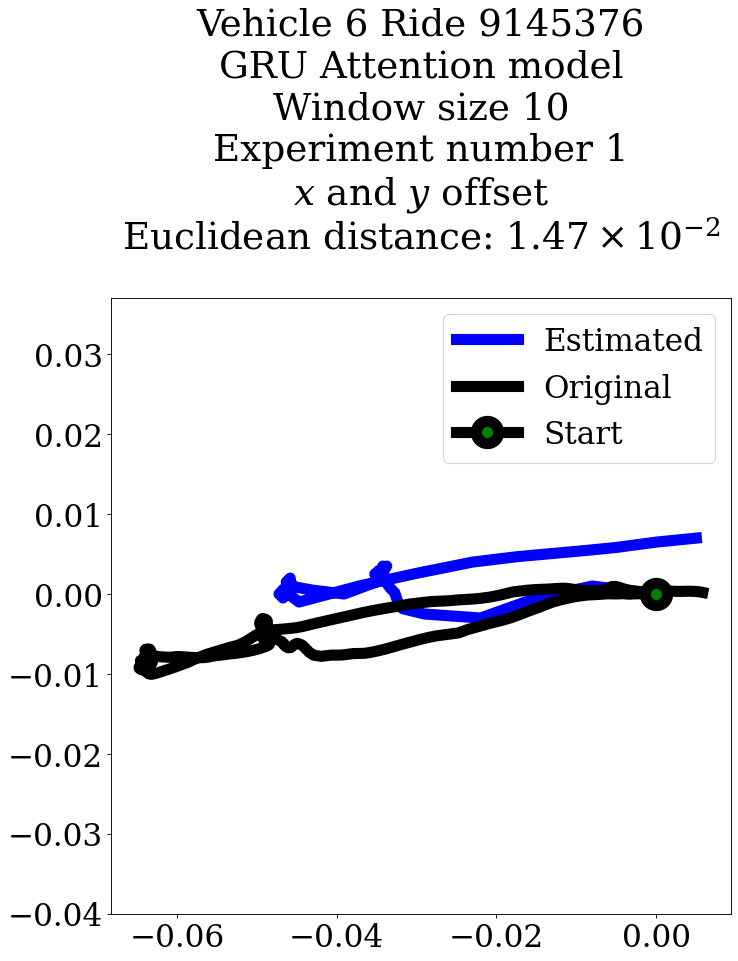 Vehicle 6 Ride 9145376
GRU Attention model
Window size 10
Experiment number 1
x and y offset
Euclidean distance: 1.47 × 10⁻²
Estimated
Original
Start
0.03
0.02
0.01
0.00
−0.01
−0.02
−0.03
−0.04
−0.06 −0.04 −0.02 0.00